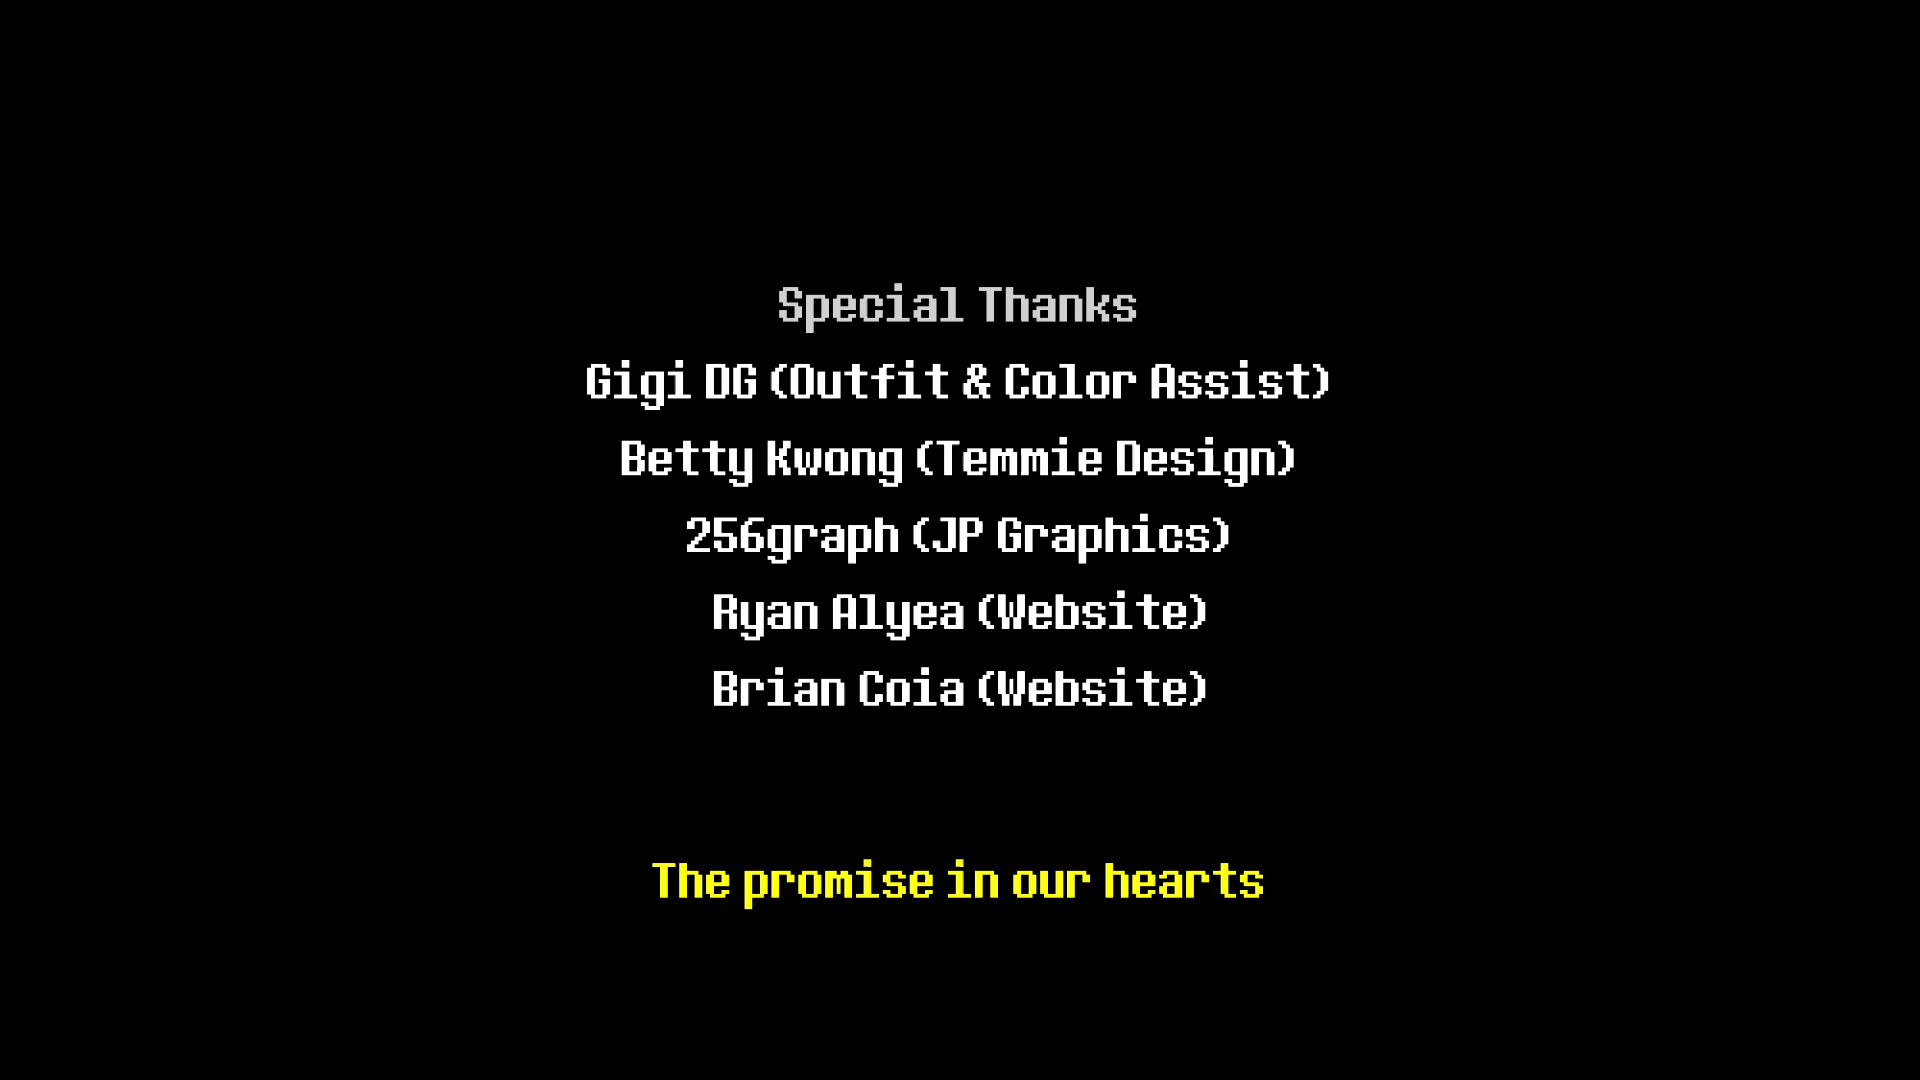 Special Thanks
Gigi DG (Outfit & Color Assist)
Betty Kwong (Temmie Design)
256graph (JP Graphics)
Ryan Alyea (Website)
Brian Coia (Website)
The promise in our hearts